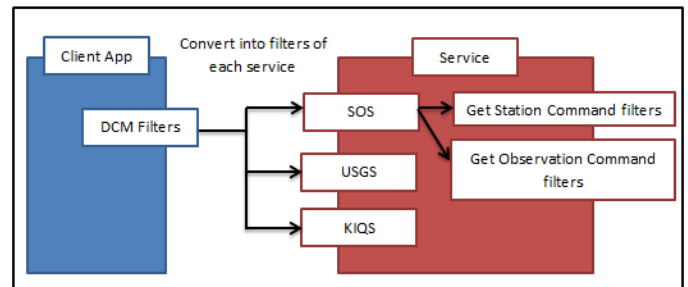 Client App
Convert into filters of
each service
Service
DCM Filters
SOS
Get Station Command filters
Get Observation Command
filters
USGS
KIQS